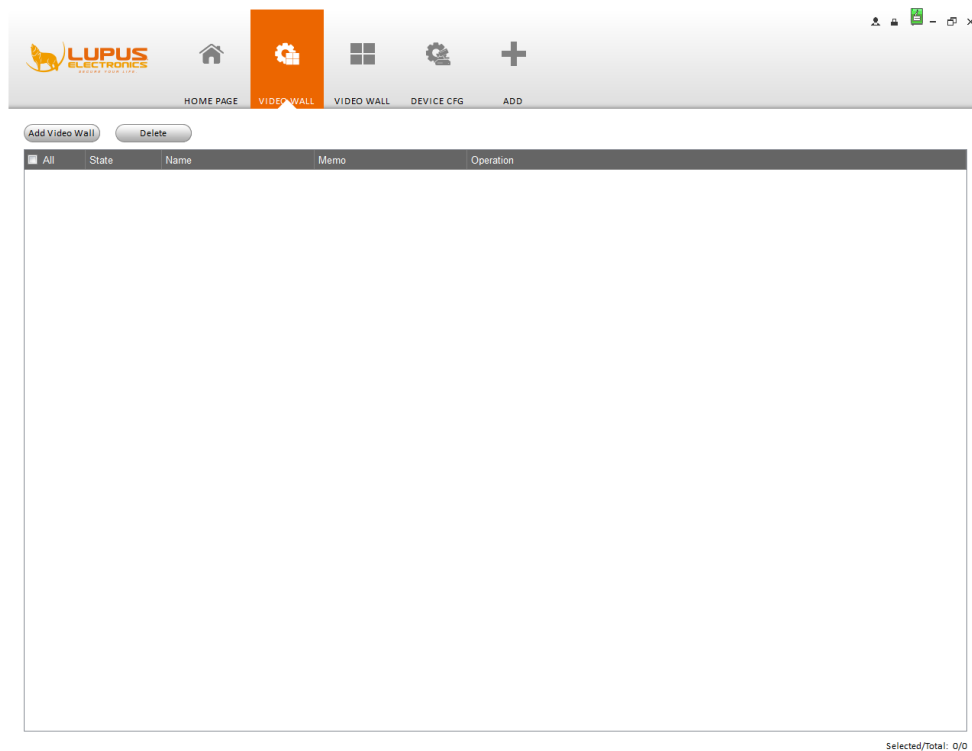 LUPUS
ELECTRONICS
SECURE YOUR LIFE
HOME PAGE
VIDEO WALL
VIDEO WALL
DEVICE CFG
ADD
Add Video Wall
Delete
All State Name Memo Operation
Selected/Total: 0/0